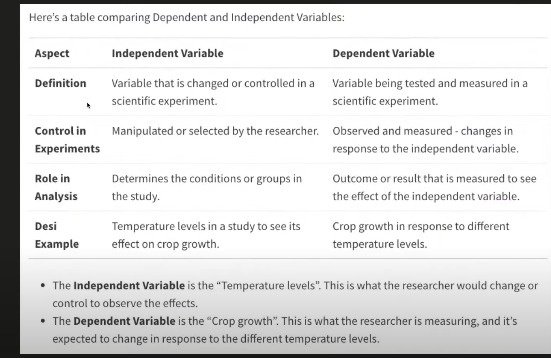 Here's a table comparing Dependent and Independent Variables:
Aspect Independent Variable Dependent Variable
Definition Variable that is changed or controlled in a scientific experiment. Variable being tested and measured in a scientific experiment.
Control in Experiments Manipulated or selected by the researcher. Observed and measured - changes in response to the independent variable.
Role in Analysis Determines the conditions or groups in the study. Outcome or result that is measured to see the effect of the independent variable.
Desi Example Temperature levels in a study to see its effect on crop growth. Crop growth in response to different temperature levels.
• The Independent Variable is the “Temperature levels”. This is what the researcher would change or
control to observe the effects.
• The Dependent Variable is the “Crop growth”. This is what the researcher is measuring, and it’s
expected to change in response to the different temperature levels.